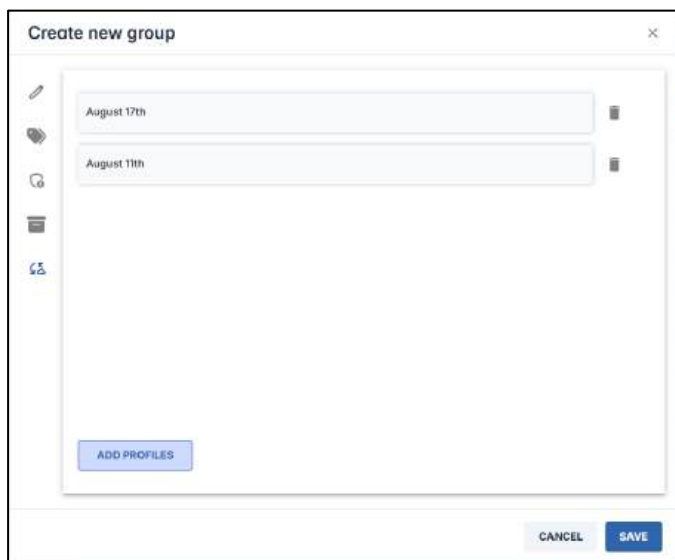 Create new group
August 17th
August 11th
ADD PROFILES
CANCEL
SAVE